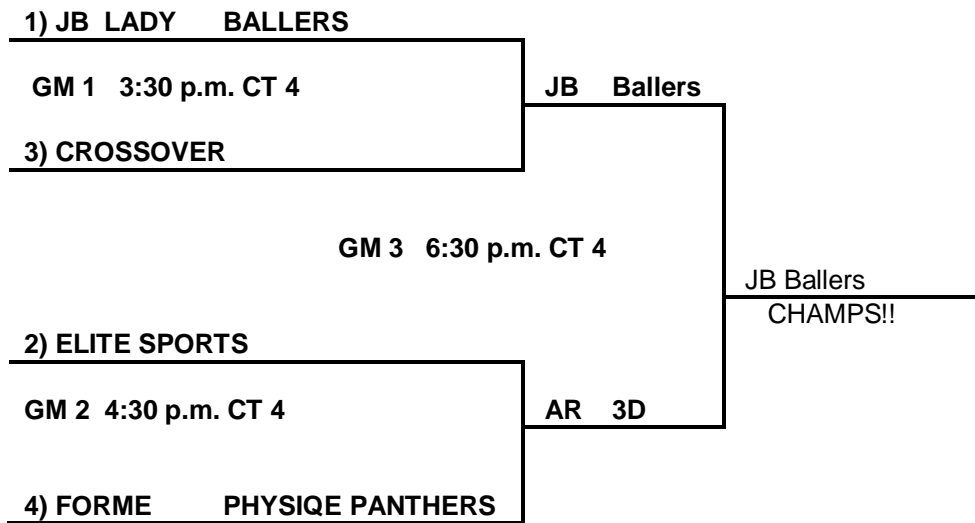 1) JB LADY BALLERS
GM 1 3:30 p.m. CT 4
JB Ballers
3) CROSSOVER
GM 3 6:30 p.m. CT 4
JB Ballers
CHAMPS!!
2) ELITE SPORTS
GM 2 4:30 p.m. CT 4
AR 3D
4) FORME PHYSIQE PANTHERS